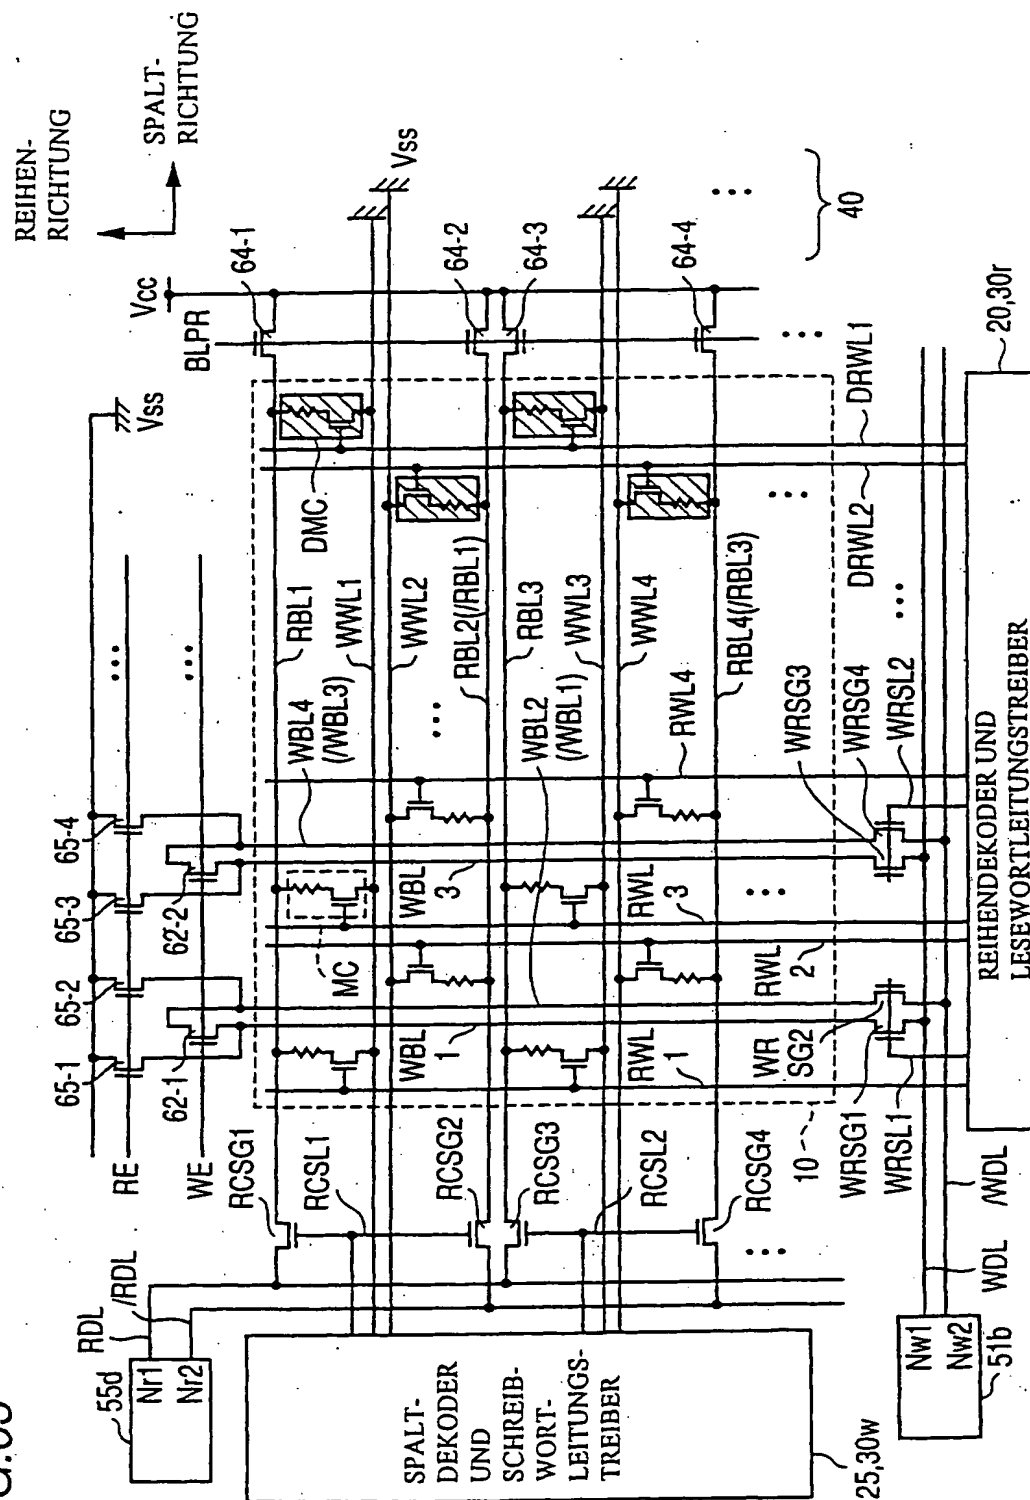 G.63
REIHEN-
RICHTUNG
SPALT-
RICHTUNG
Vcc
BLPR
64-1
64-2
64-3
64-4
Vss
Vss
40
65-1
65-2
65-3
65-4
62-1
62-2
RE
WE
...
...
RCSG1
RCSL1
RCSG2
RCSG3
RCSL2
RCSG4
RDL
/RDL
55d
Nr1
Nr2
SPALT-
DEKODER
UND
SCHREIB-
WORT-
LEITUNGS-
TREIBER
25,30w
DMC
RBL1
WBL4
(/WBL3)
WWL1
WWL2
RBL2(/RBL1)
RBL3
WBL2
(/WBL1)
WWL3
WWL4
RBL4(/RBL3)
RWL4
MC
WBL
1
WBL
3
RWL
1
RWL
2
RWL
3
DRWL1
DRWL2
10
WR
SG2
WRSG1
WRSL1
WRSG3
WRSG4
WRSL2
WDL
/WDL
Nw1
Nw2
51b
REIHENDEKODER UND
LESEWORTLEITUNGSTREIBER
20,30r